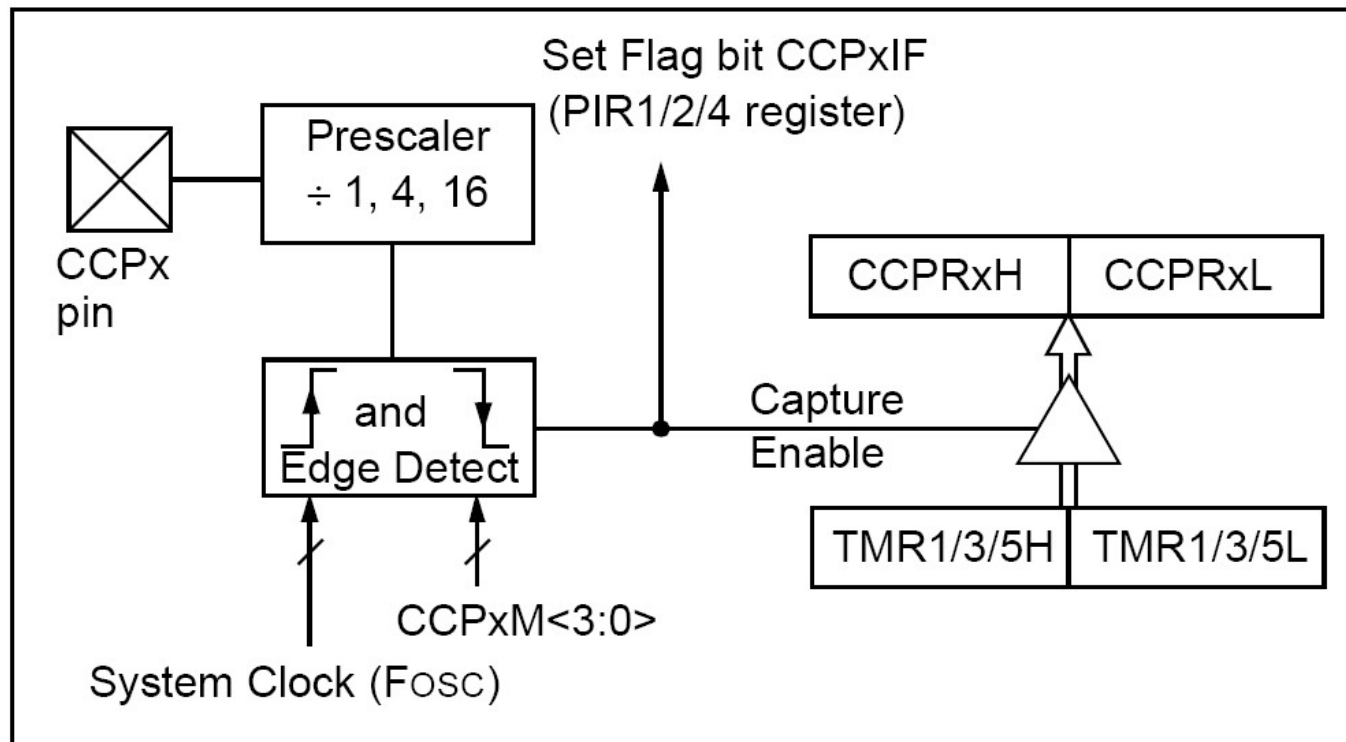 Set Flag bit CCPxIF
(PIR1/2/4 register)
Prescaler
÷ 1, 4, 16
CCPx
pin
CCPRxH
CCPRxL
and
Edge Detect
Capture
Enable
TMR1/3/5H
TMR1/3/5L
CCPxM<3:0>
System Clock (FOSC)